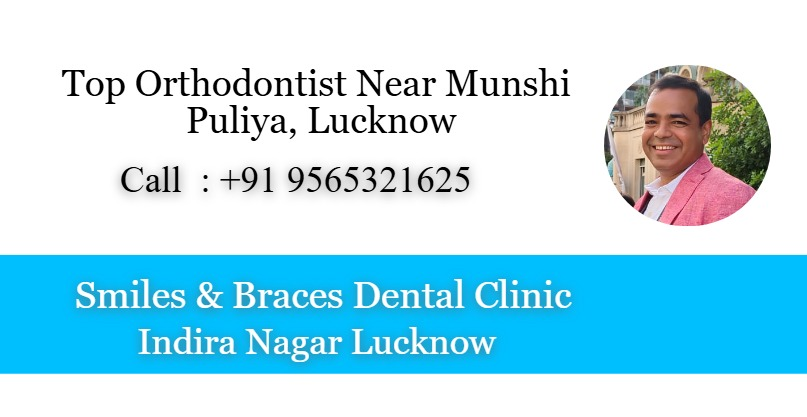 Top Orthodontist Near Munshi
Puliya, Lucknow
Call : +91 9565321625
Smiles & Braces Dental Clinic
Indira Nagar Lucknow